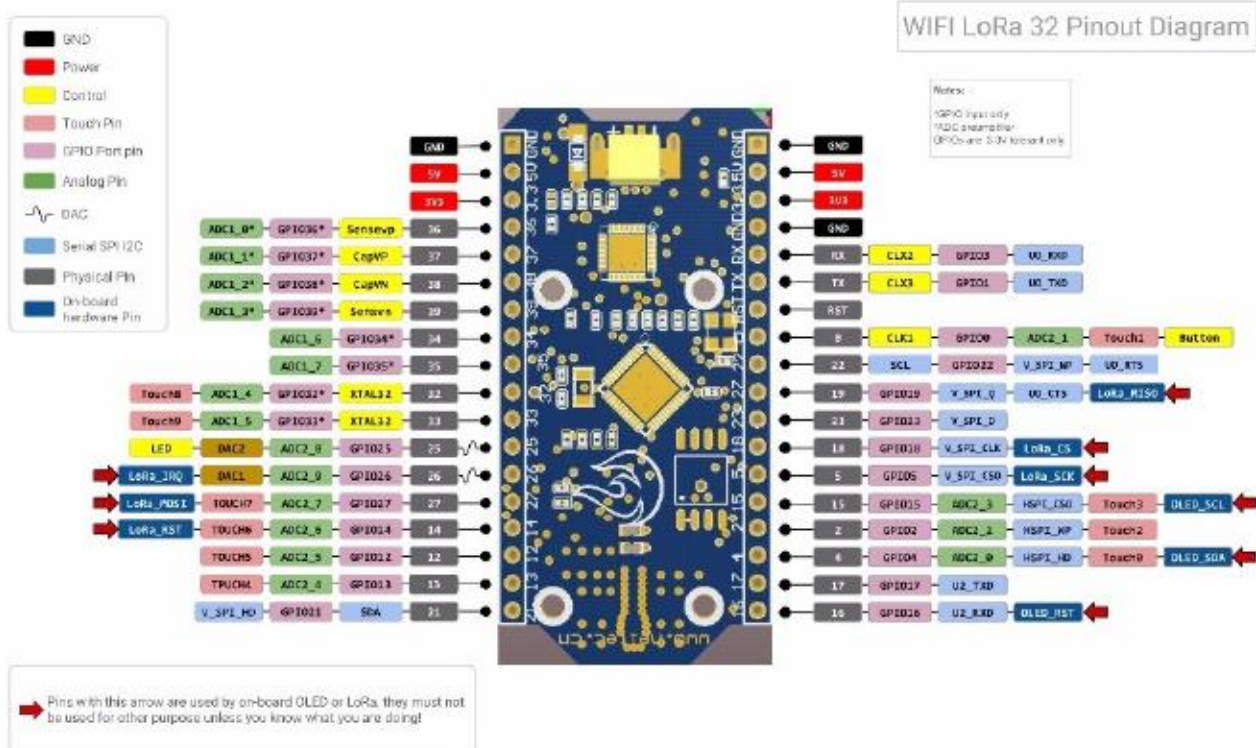 WIFI LoRa 32 Pinout Diagram
GND
Power
Control
Touch Pin
GPIO Port pin
Analog Pin
DAC
Serial SPI I2C
Physical Pin
On-board
hardware Pin
Notes:
*GPIO input only
GND
5V
3V3
ADC1_0* GPIO36* Sensevp 36
ADC1_1* GPIO37* CapVP 37
ADC1_2* GPIO38* CapVN 38
ADC1_3* GPIO39* Sensvn 39
ADC1_6 GPIO34* 34
ADC1_7 GPIO35* 35
Touch8 ADC1_4 GPIO32* XTAL32 32
Touch9 ADC1_5 GPIO33* XTAL32 33
LED DAC2 ADC2_8 GPIO25 25
LoRa_IRQ DAC1 ADC2_9 GPIO26 26
LoRa_MOSI TOUCH7 ADC2_7 GPIO27 27
LoRa_RST TOUCH6 ADC2_6 GPIO14 14
TOUCH5 ADC2_5 GPIO12 12
TPUCH4 ADC2_4 GPIO13 13
V_SPI_HD GPIO21 SDA 21
GND
5V
3V3
GND
RX CLK2 GPIO3 U0_RXD
TX CLK3 GPIO1 U0_TXD
RST
0 CLK1 GPIO0 ADC2_1 Touch1 Button
22 SCL GPIO22 V_SPI_WP U0_RTS
19 GPIO19 V_SPI_Q U0_CTS LoRa_MISO
23 GPIO23 V_SPI_D
18 GPIO18 V_SPI_CLK LoRa_CS
5 GPIO5 V_SPI_CS0 LoRa_SCK
15 GPIO15 ADC2_3 HSPI_CS0 Touch3 OLED_SCL
2 GPIO2 ADC2_2 HSPI_WP Touch2
4 GPIO4 ADC2_0 HSPI_HD Touch0 OLED_SDA
17 GPIO17 U2_TXD
16 GPIO16 U2_RXD OLED_RST
Pins with this arrow are used by on-board OLED or LoRa, they must not
be used for other purpose unless you know what you are doing!